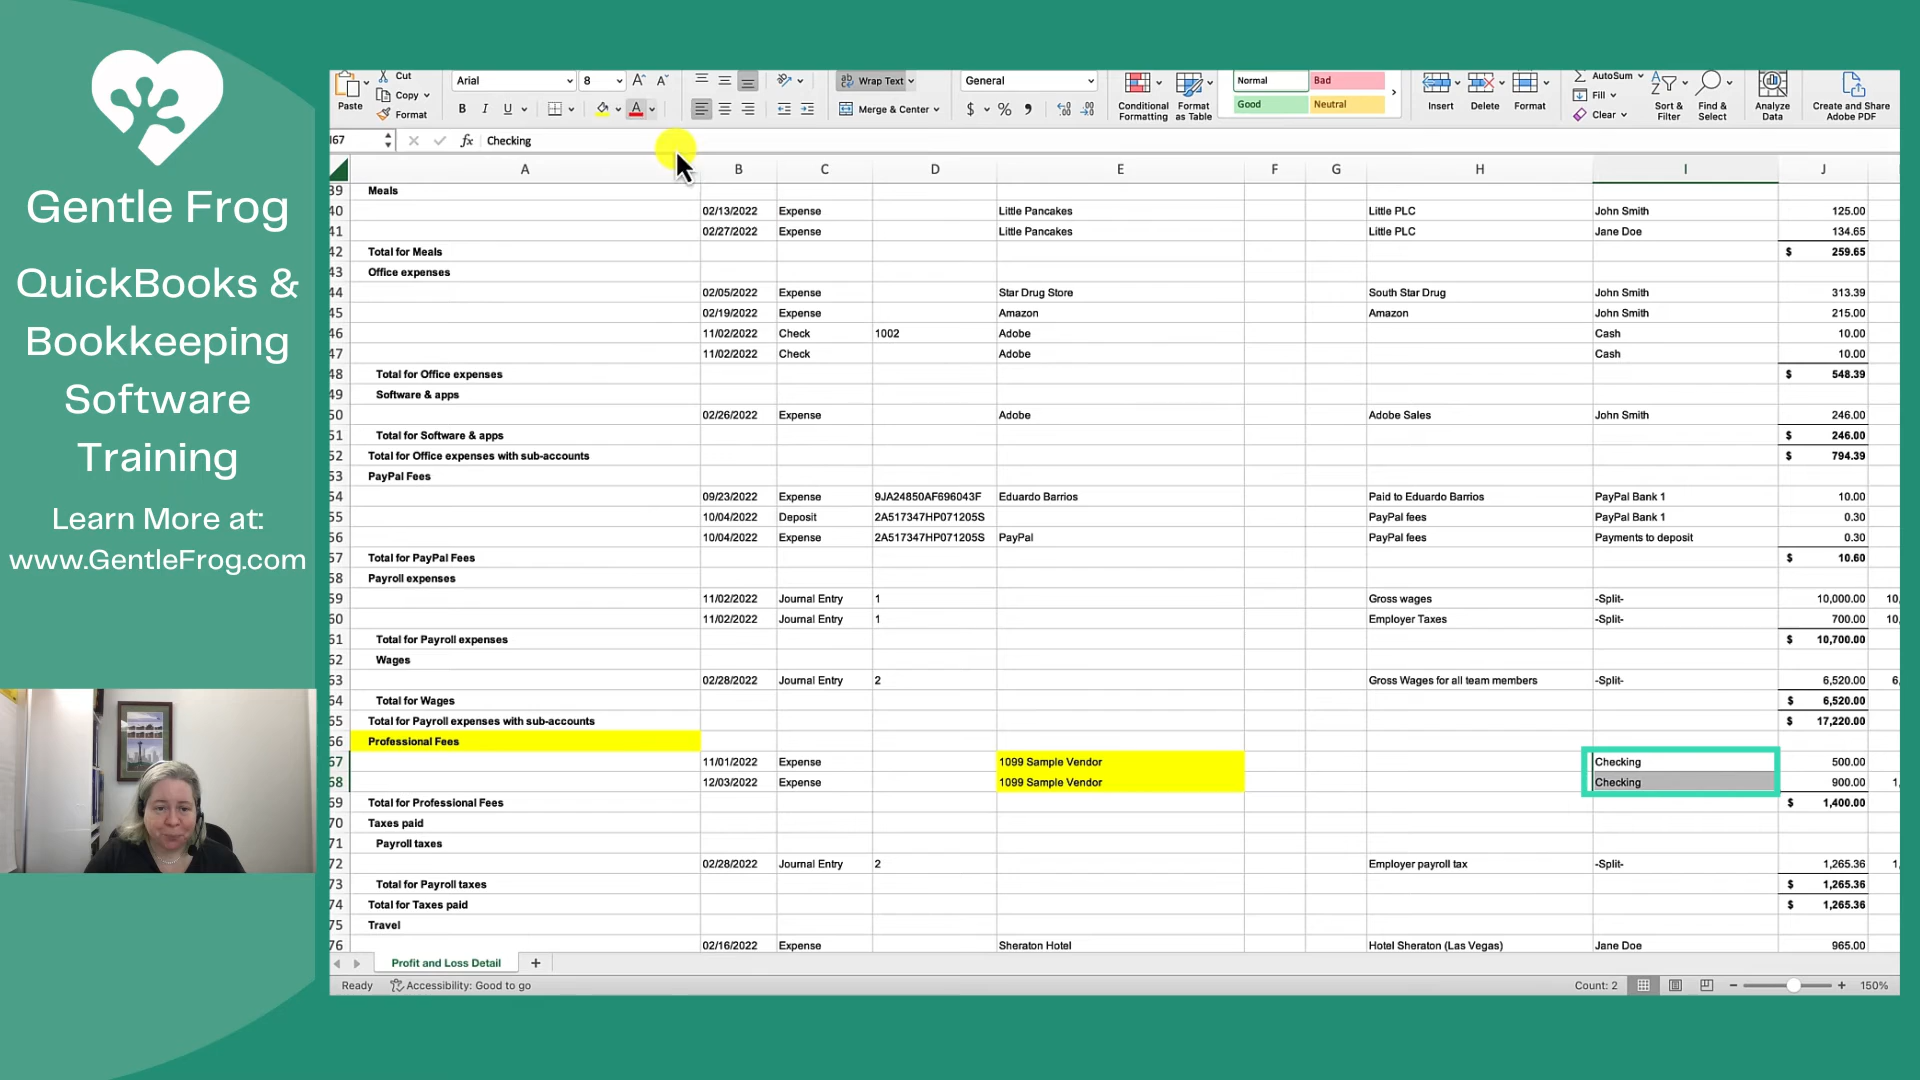 Gentle Frog
QuickBooks &
Bookkeeping
Software
Training
Learn More at:
www.GentleFrog.com
Paste
Cut
Copy
Format
Arial
8
A A
B I U
A
ab Wrap Text
Merge & Center
General
$ % ,
Conditional
Formatting
Format
as Table
Normal
Bad
Good
Neutral
Insert
Delete
Format
AutoSum
Fill
Clear
Sort &
Filter
Find &
Select
Analyze
Data
Create and Share
Adobe PDF
I67
fx Checking
A B C D E F G H I J
39 Meals
40 02/13/2022 Expense Little Pancakes Little PLC John Smith 125.00
41 02/27/2022 Expense Little Pancakes Little PLC Jane Doe 134.65
42 Total for Meals $ 259.65
43 Office expenses
44 02/05/2022 Expense Star Drug Store South Star Drug John Smith 313.39
45 02/19/2022 Expense Amazon Amazon John Smith 215.00
46 11/02/2022 Check 1002 Adobe Cash 10.00
47 11/02/2022 Check Adobe Cash 10.00
48 Total for Office expenses $ 548.39
49 Software & apps
50 02/26/2022 Expense Adobe Adobe Sales John Smith 246.00
51 Total for Software & apps $ 246.00
52 Total for Office expenses with sub-accounts $ 794.39
53 PayPal Fees
54 09/23/2022 Expense 9JA24850AF696043F Eduardo Barrios Paid to Eduardo Barrios PayPal Bank 1 10.00
55 10/04/2022 Deposit 2A517347HP071205S PayPal fees PayPal Bank 1 0.30
56 10/04/2022 Expense 2A517347HP071205S PayPal PayPal fees Payments to deposit 0.30
57 Total for PayPal Fees $ 10.60
58 Payroll expenses
59 11/02/2022 Journal Entry 1 Gross wages -Split- 10,000.00 10,
60 11/02/2022 Journal Entry 1 Employer Taxes -Split- 700.00 10,
61 Total for Payroll expenses $ 10,700.00
62 Wages
63 02/28/2022 Journal Entry 2 Gross Wages for all team members -Split- 6,520.00 6,
64 Total for Wages $ 6,520.00
65 Total for Payroll expenses with sub-accounts $ 17,220.00
66 Professional Fees
67 11/01/2022 Expense 1099 Sample Vendor Checking 500.00
68 12/03/2022 Expense 1099 Sample Vendor Checking 900.00 1,
69 Total for Professional Fees $ 1,400.00
70 Taxes paid
71 Payroll taxes
72 02/28/2022 Journal Entry 2 Employer payroll tax -Split- 1,265.36 1,
73 Total for Payroll taxes $ 1,265.36
74 Total for Taxes paid $ 1,265.36
75 Travel
76 02/16/2022 Expense Sheraton Hotel Hotel Sheraton (Las Vegas) Jane Doe 965.00
Profit and Loss Detail +
Ready Accessibility: Good to go Count: 2 150%